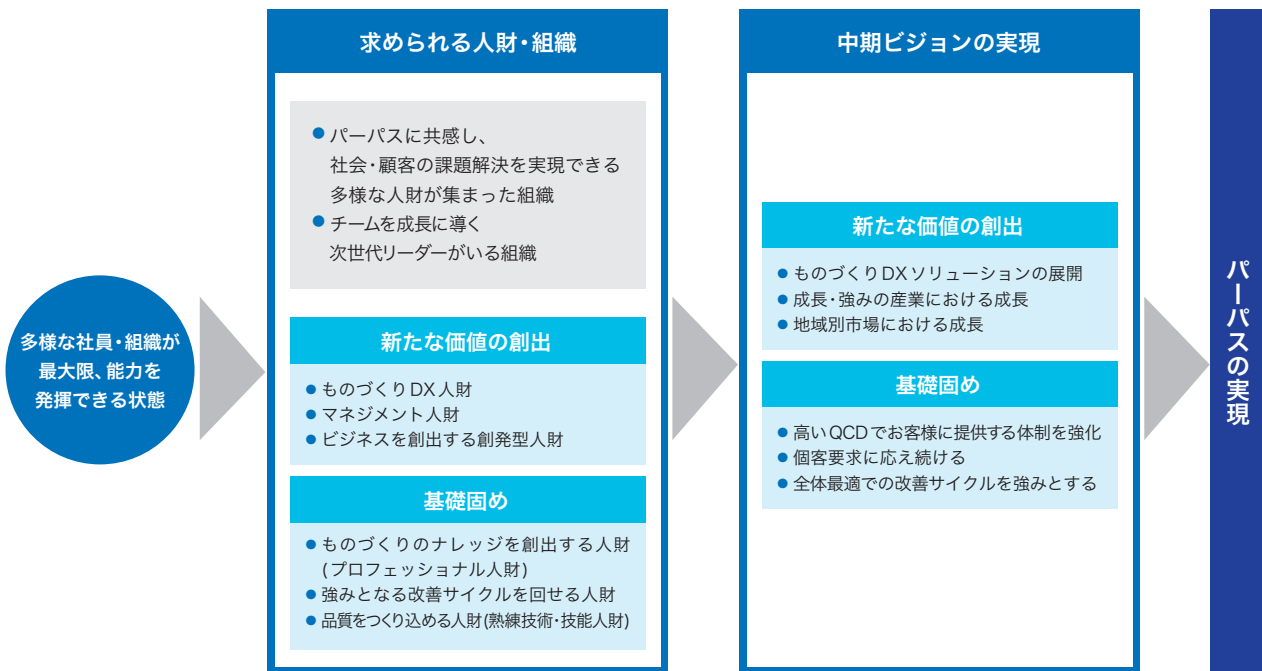 多様な社員・組織が
最大限、能力を
発揮できる状態
求められる人財・組織
● パーパスに共感し、
社会・顧客の課題解決を実現できる
多様な人財が集まった組織
● チームを成長に導く
次世代リーダーがいる組織
新たな価値の創出
● ものづくりDX人財
● マネジメント人財
● ビジネスを創出する創発型人財
基礎固め
● ものづくりのナレッジを創出する人財
(プロフェッショナル人財)
● 強みとなる改善サイクルを回せる人財
● 品質をつくり込める人財(熟練技術・技能人財)
中期ビジョンの実現
新たな価値の創出
● ものづくりDXソリューションの展開
● 成長・強みの産業における成長
● 地域別市場における成長
基礎固め
● 高いQCDでお客様に提供する体制を強化
● 個客要求に応え続ける
● 全体最適での改善サイクルを強みとする
パーパスの実現